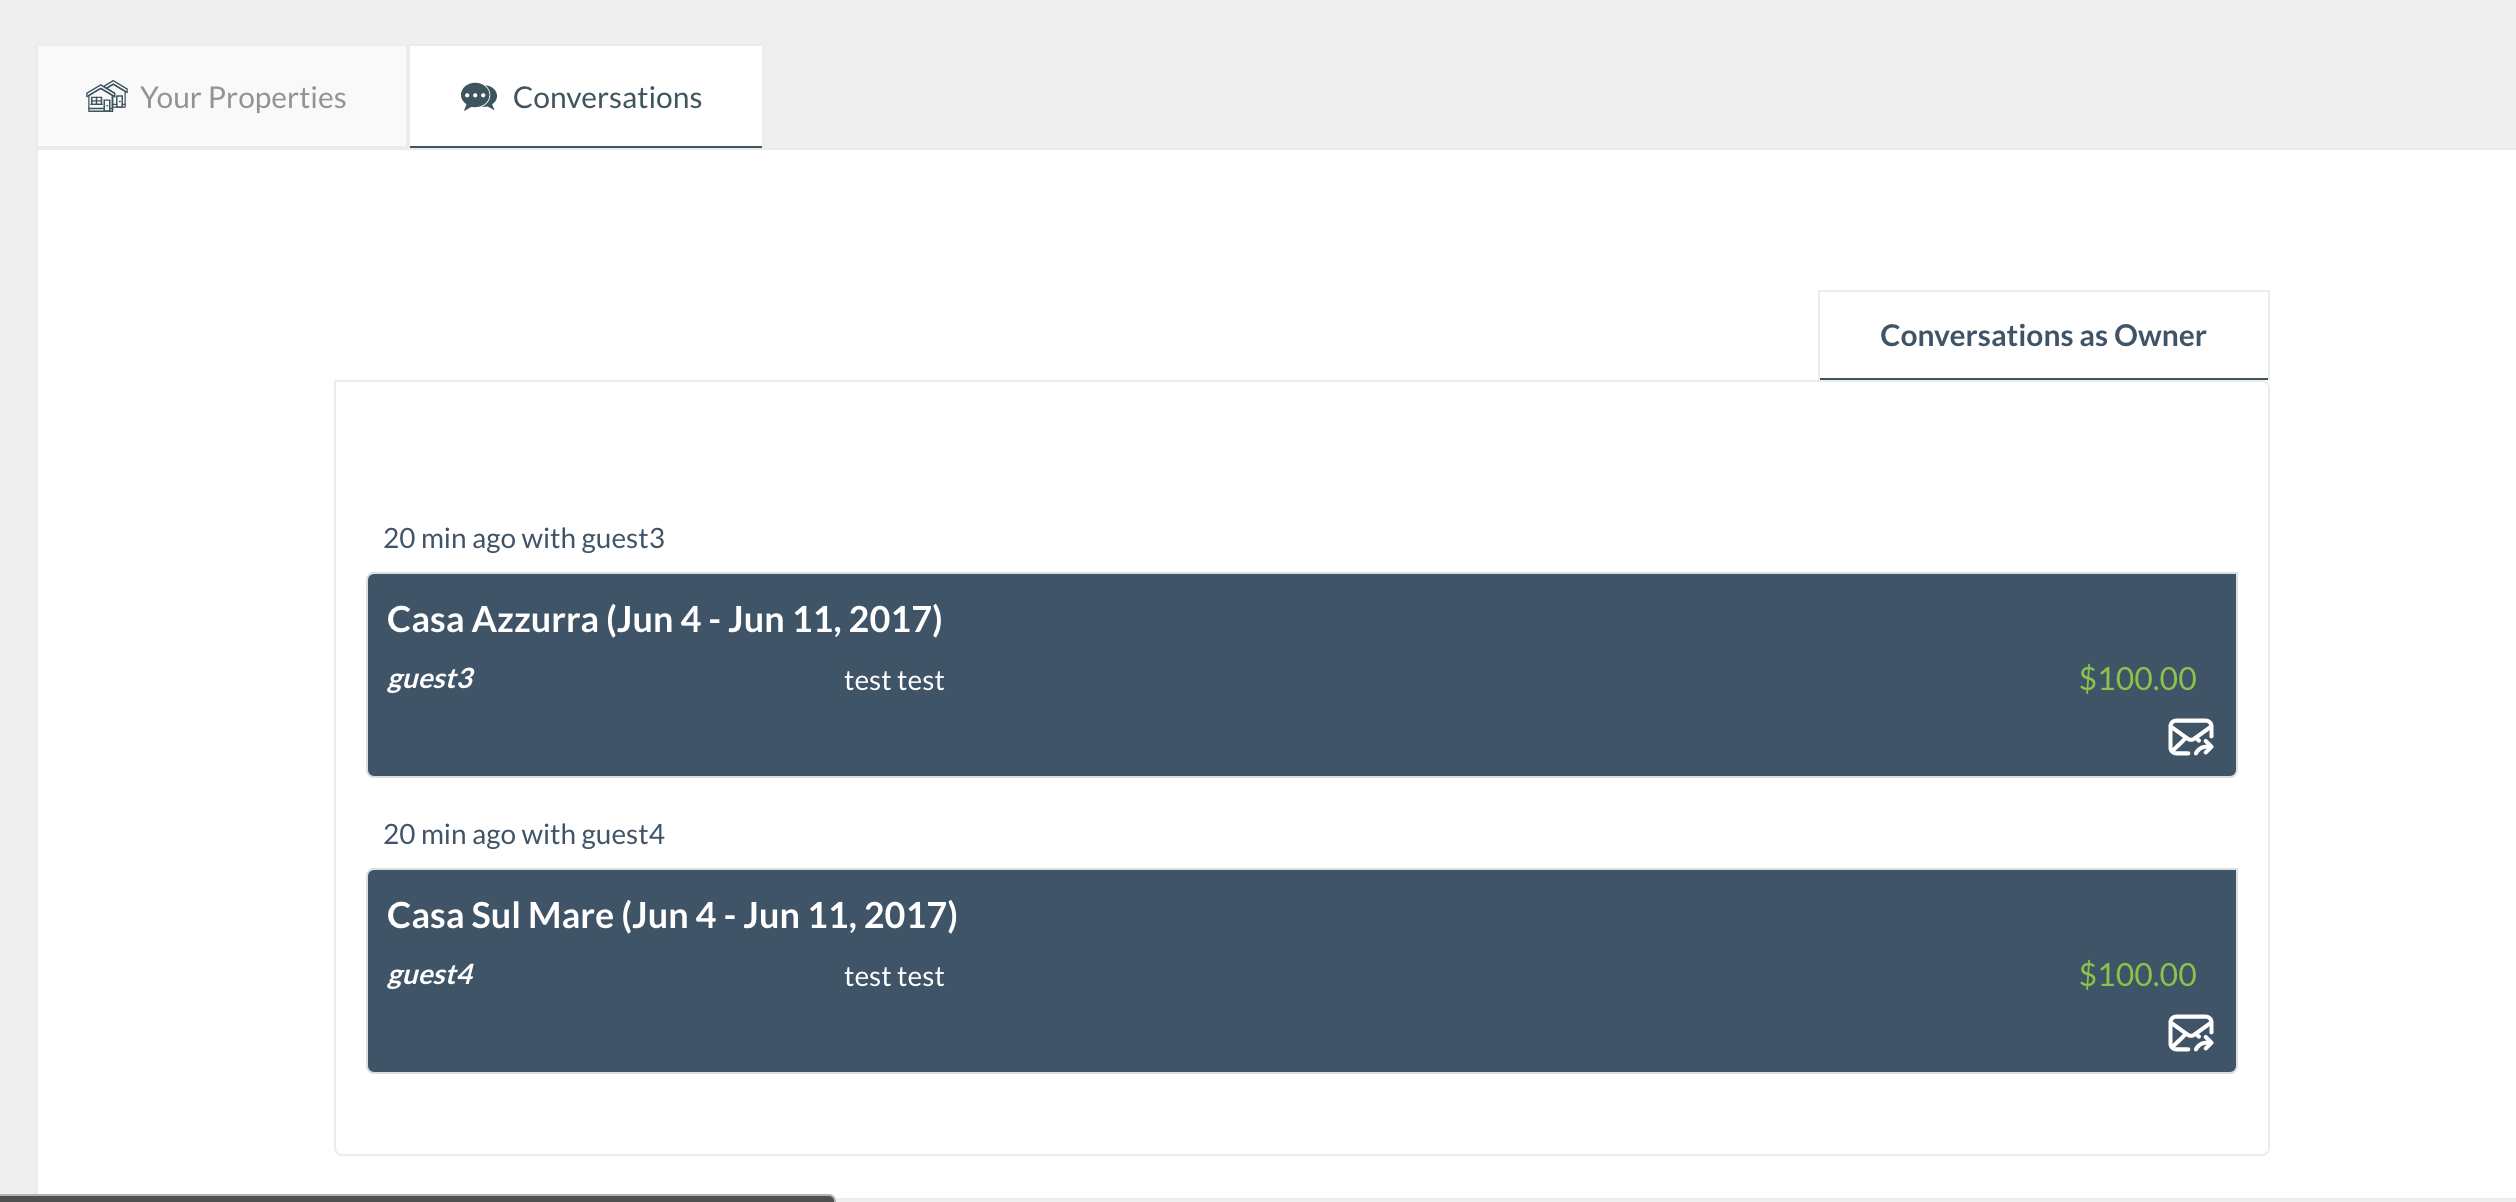 Your Properties
Conversations
Conversations as Owner
20 min ago with guest3
Casa Azzurra (Jun 4 - Jun 11, 2017)
guest3 test test $100.00
20 min ago with guest4
Casa Sul Mare (Jun 4 - Jun 11, 2017)
guest4 test test $100.00